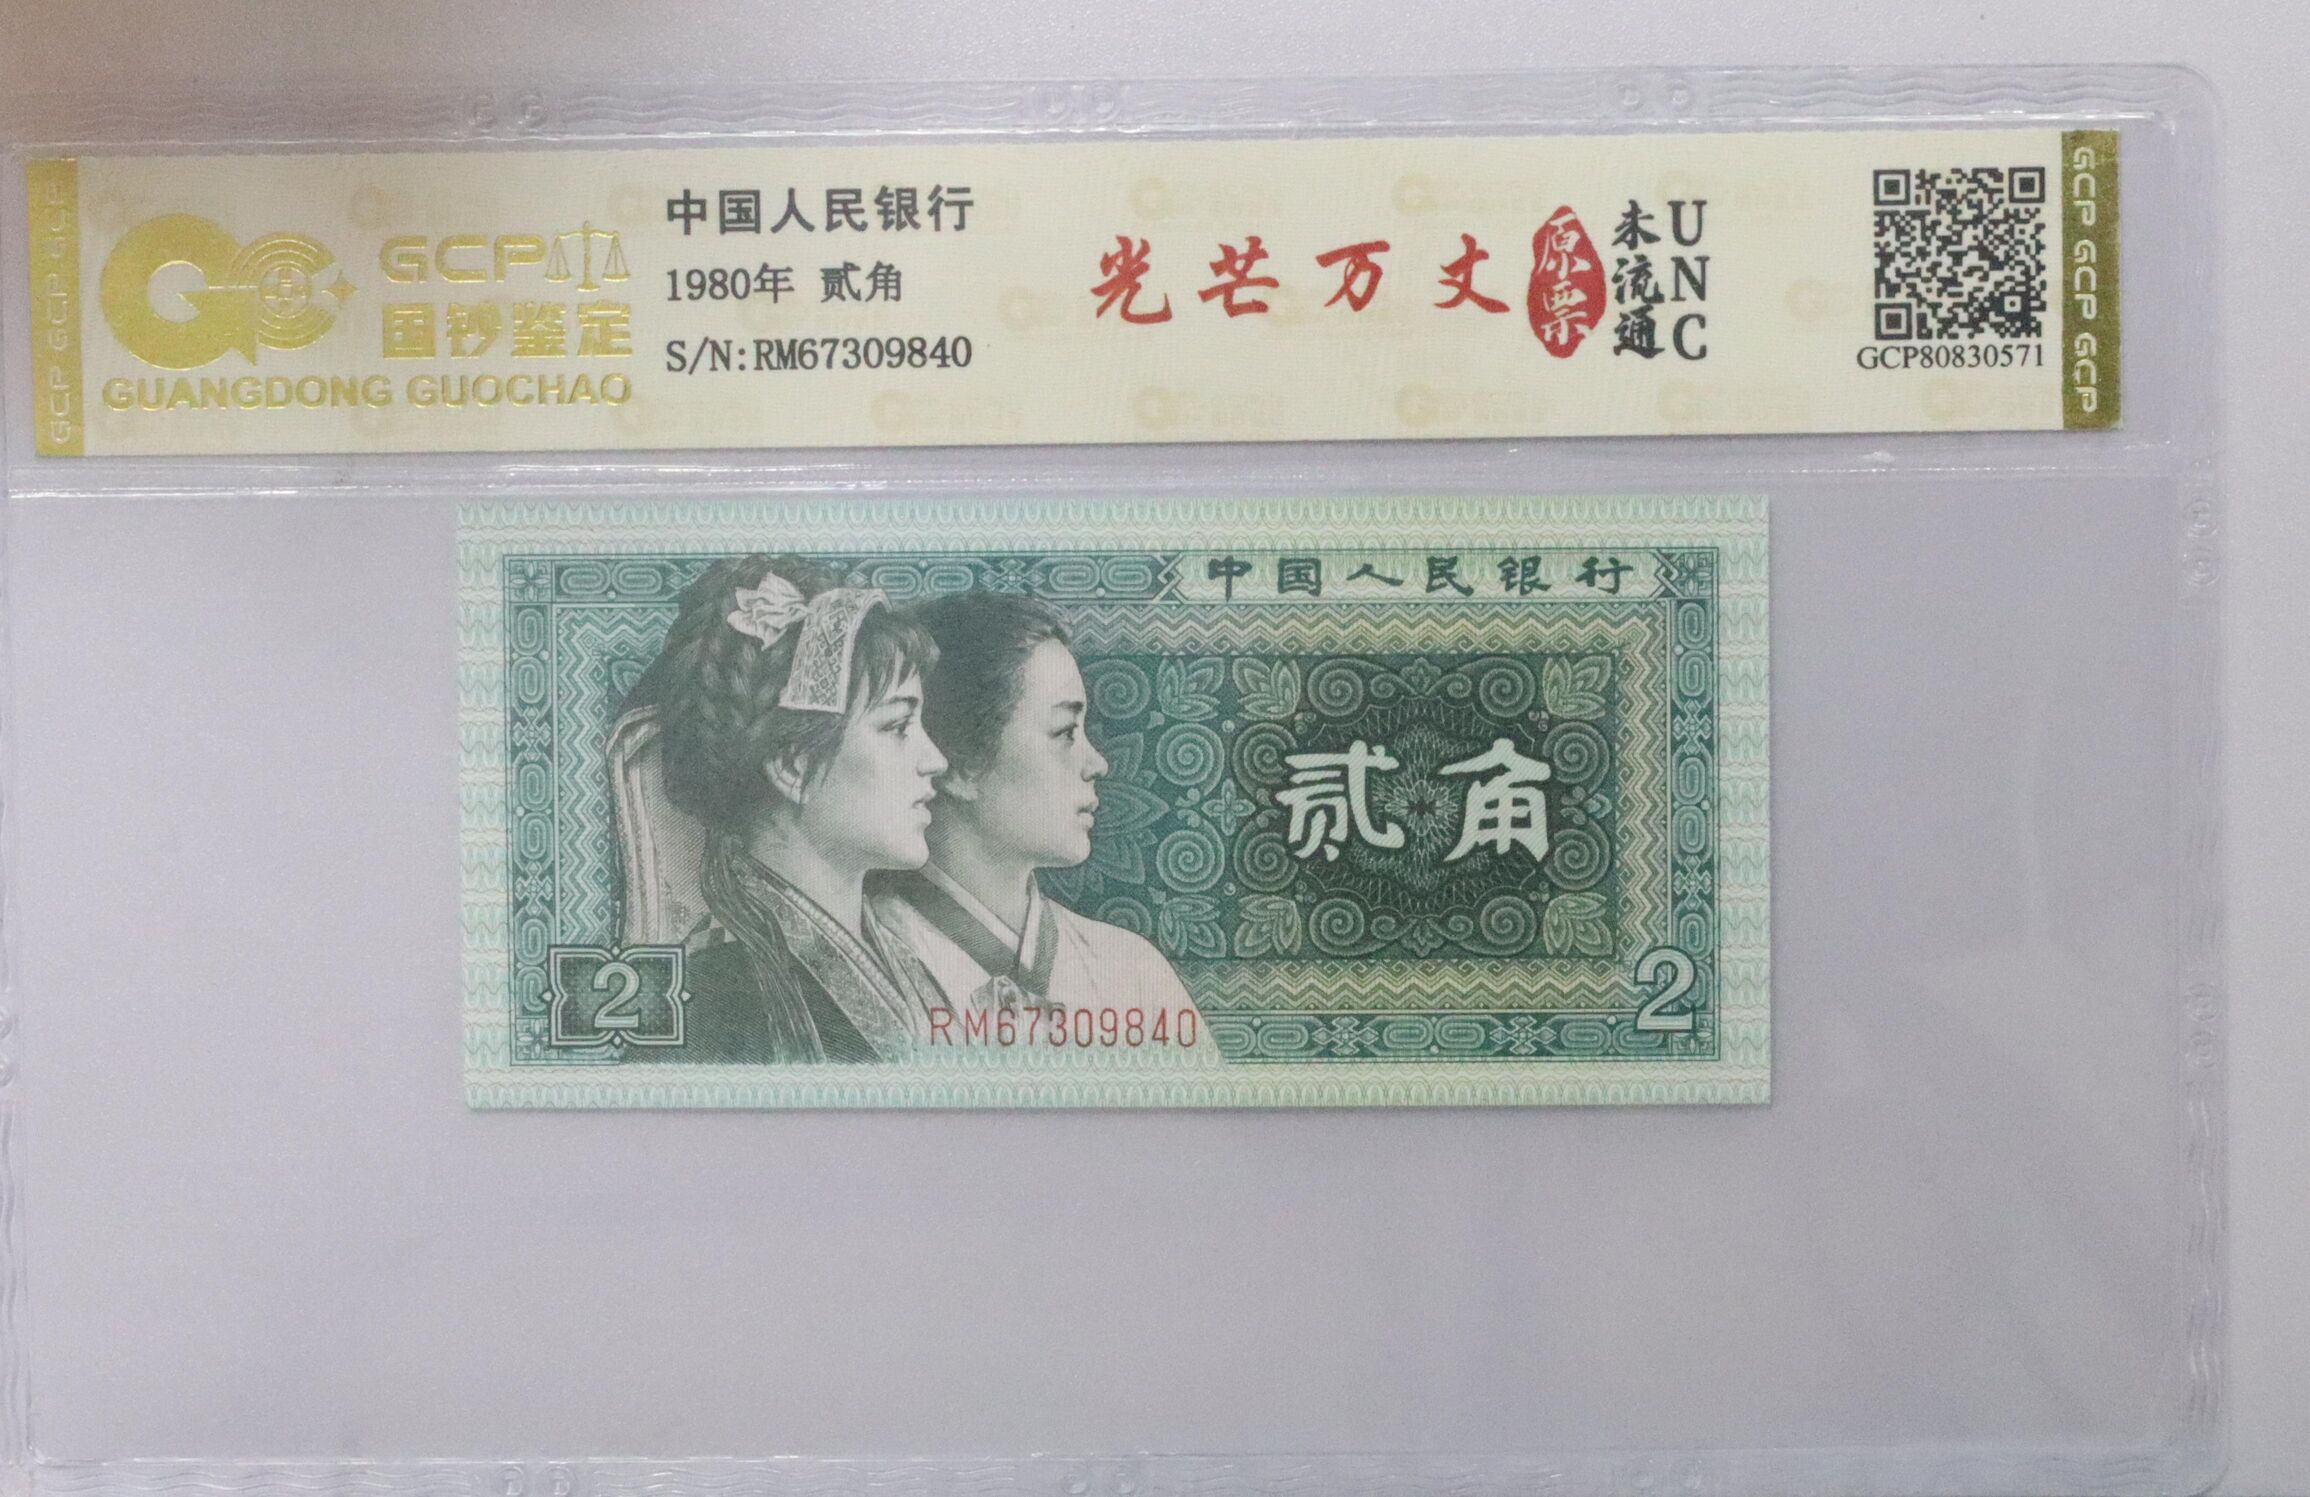 GCP GCP GCP
GCP
国钞鉴定
GUANGDONG GUOCHAO
中国人民银行
1980年 贰角
S/N:RM67309840
光芒万丈
原票
未流通
UNC
GCP80830571
GCP GCP GCP
中国人民银行
贰角
2
RM67309840
2